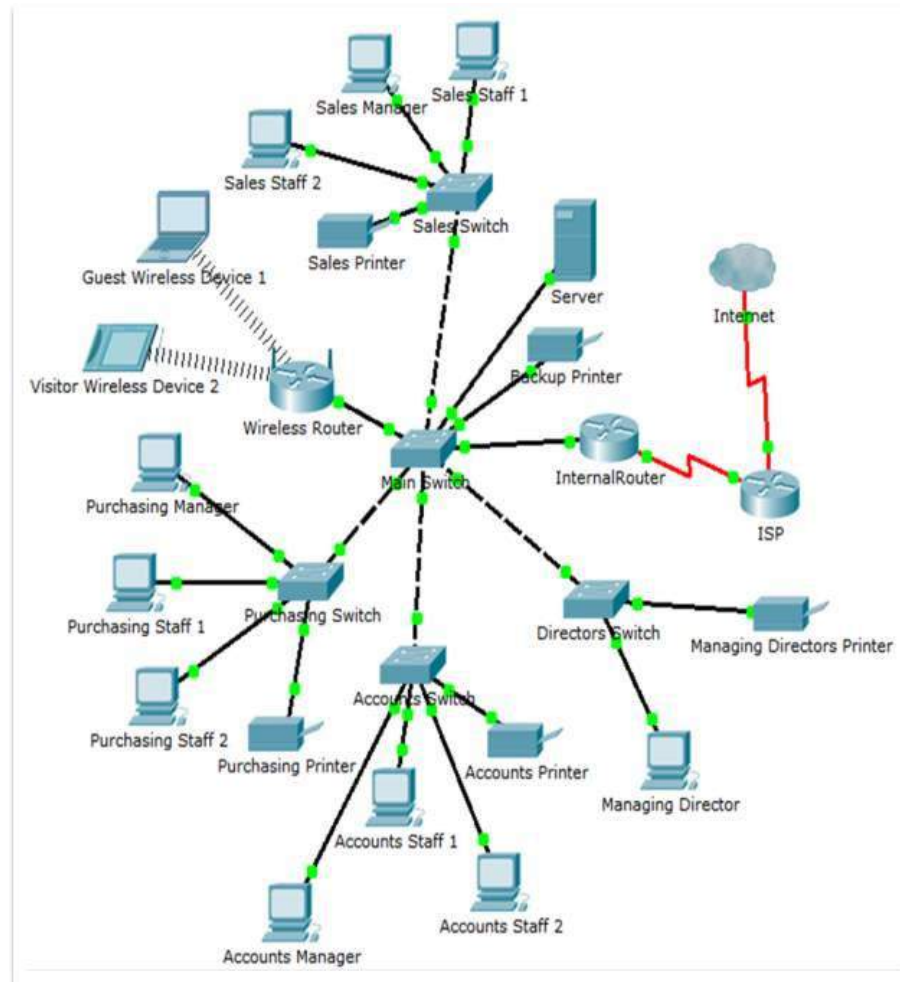 Sales Manager
Sales Staff 1
Sales Staff 2
Sales Switch
Sales Printer
Guest Wireless Device 1
Server
Internet
Visitor Wireless Device 2
Wireless Router
Backup Printer
Main Switch
InternalRouter
ISP
Purchasing Manager
Purchasing Staff 1
Purchasing Switch
Purchasing Staff 2
Purchasing Printer
Directors Switch
Managing Directors Printer
Accounts Switch
Accounts Printer
Managing Director
Accounts Staff 1
Accounts Staff 2
Accounts Manager